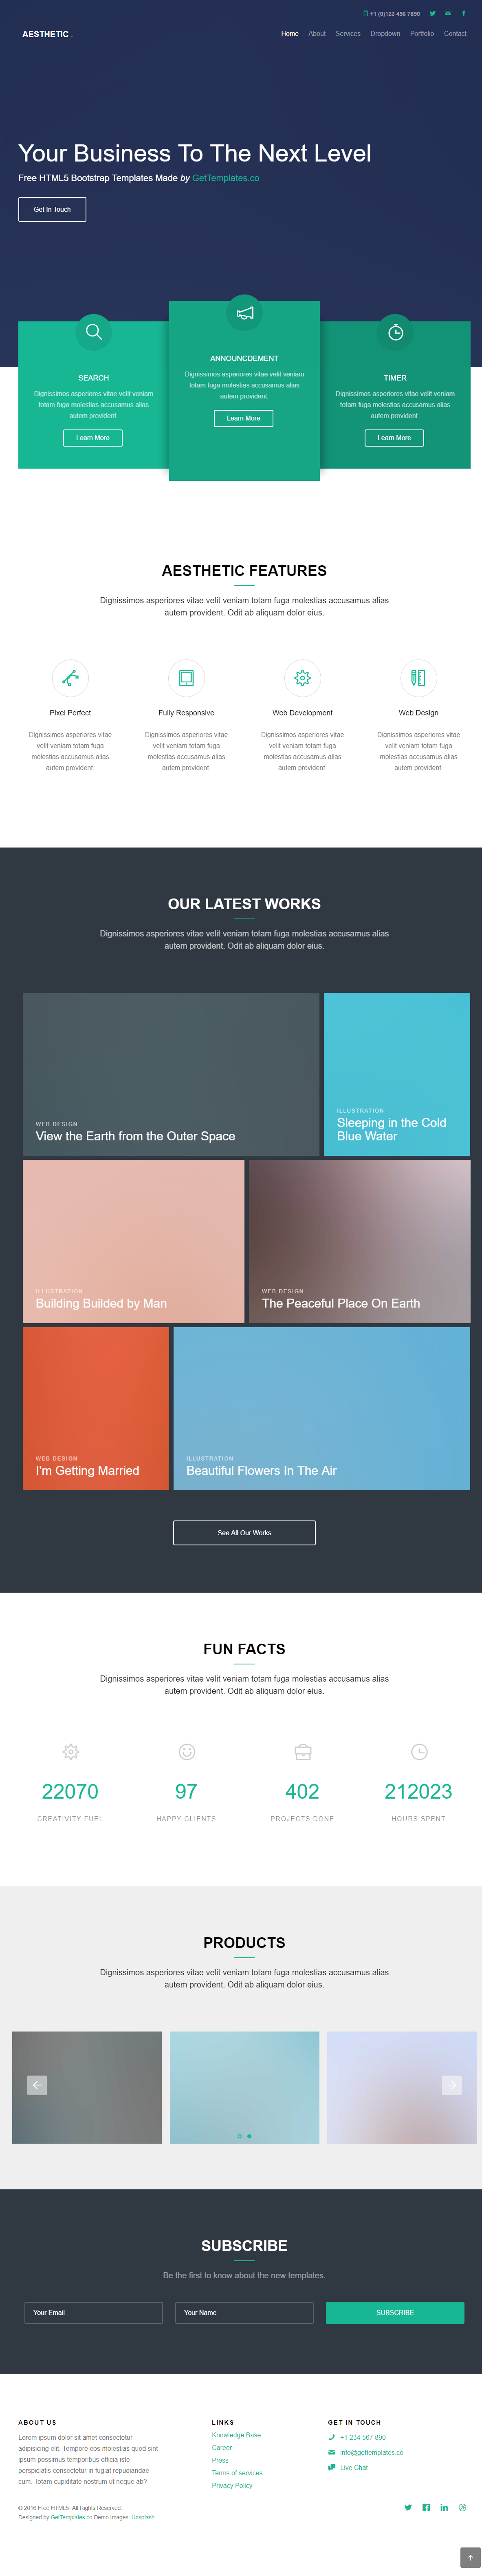 +1 (0)123 456 7890
AESTHETIC .
Home About Services Dropdown Portfolio Contact
Your Business To The Next Level
Free HTML5 Bootstrap Templates Made by GetTemplates.co
Get In Touch
SEARCH
Dignissimos asperiores vitae velit veniam
totam fuga molestias accusamus alias
autem provident.
Learn More
ANNOUNCDEMENT
Dignissimos asperiores vitae velit veniam
totam fuga molestias accusamus alias
autem provident.
Learn More
TIMER
Dignissimos asperiores vitae velit veniam
totam fuga molestias accusamus alias
autem provident.
Learn More
AESTHETIC FEATURES
Dignissimos asperiores vitae velit veniam totam fuga molestias accusamus alias
autem provident. Odit ab aliquam dolor eius.
Pixel Perfect
Dignissimos asperiores vitae
velit veniam totam fuga
molestias accusamus alias
autem provident.
Fully Responsive
Dignissimos asperiores vitae
velit veniam totam fuga
molestias accusamus alias
autem provident.
Web Development
Dignissimos asperiores vitae
velit veniam totam fuga
molestias accusamus alias
autem provident.
Web Design
Dignissimos asperiores vitae
velit veniam totam fuga
molestias accusamus alias
autem provident.
OUR LATEST WORKS
Dignissimos asperiores vitae velit veniam totam fuga molestias accusamus alias
autem provident. Odit ab aliquam dolor eius.
WEB DESIGN
View the Earth from the Outer Space
ILLUSTRATION
Sleeping in the Cold
Blue Water
ILLUSTRATION
Building Builded by Man
WEB DESIGN
The Peaceful Place On Earth
WEB DESIGN
I'm Getting Married
ILLUSTRATION
Beautiful Flowers In The Air
See All Our Works
FUN FACTS
Dignissimos asperiores vitae velit veniam totam fuga molestias accusamus alias
autem provident. Odit ab aliquam dolor eius.
22070
CREATIVITY FUEL
97
HAPPY CLIENTS
402
PROJECTS DONE
212023
HOURS SPENT
PRODUCTS
Dignissimos asperiores vitae velit veniam totam fuga molestias accusamus alias
autem provident. Odit ab aliquam dolor eius.
SUBSCRIBE
Be the first to know about the new templates.
Your Email
Your Name
SUBSCRIBE
ABOUT US
Lorem ipsum dolor sit amet consectetur
adipisicing elit. Tempore eos molestias quod sint
ipsum possimus temporibus officia iste
perspiciatis consectetur in fugiat repudiandae
cum. Totam cupiditate nostrum ut neque ab?
LINKS
Knowledge Base
Career
Press
Terms of services
Privacy Policy
GET IN TOUCH
+1 234 567 890
info@gettemplates.co
Live Chat
© 2016 Free HTML5. All Rights Reserved.
Designed by GetTemplates.co Demo Images: Unsplash